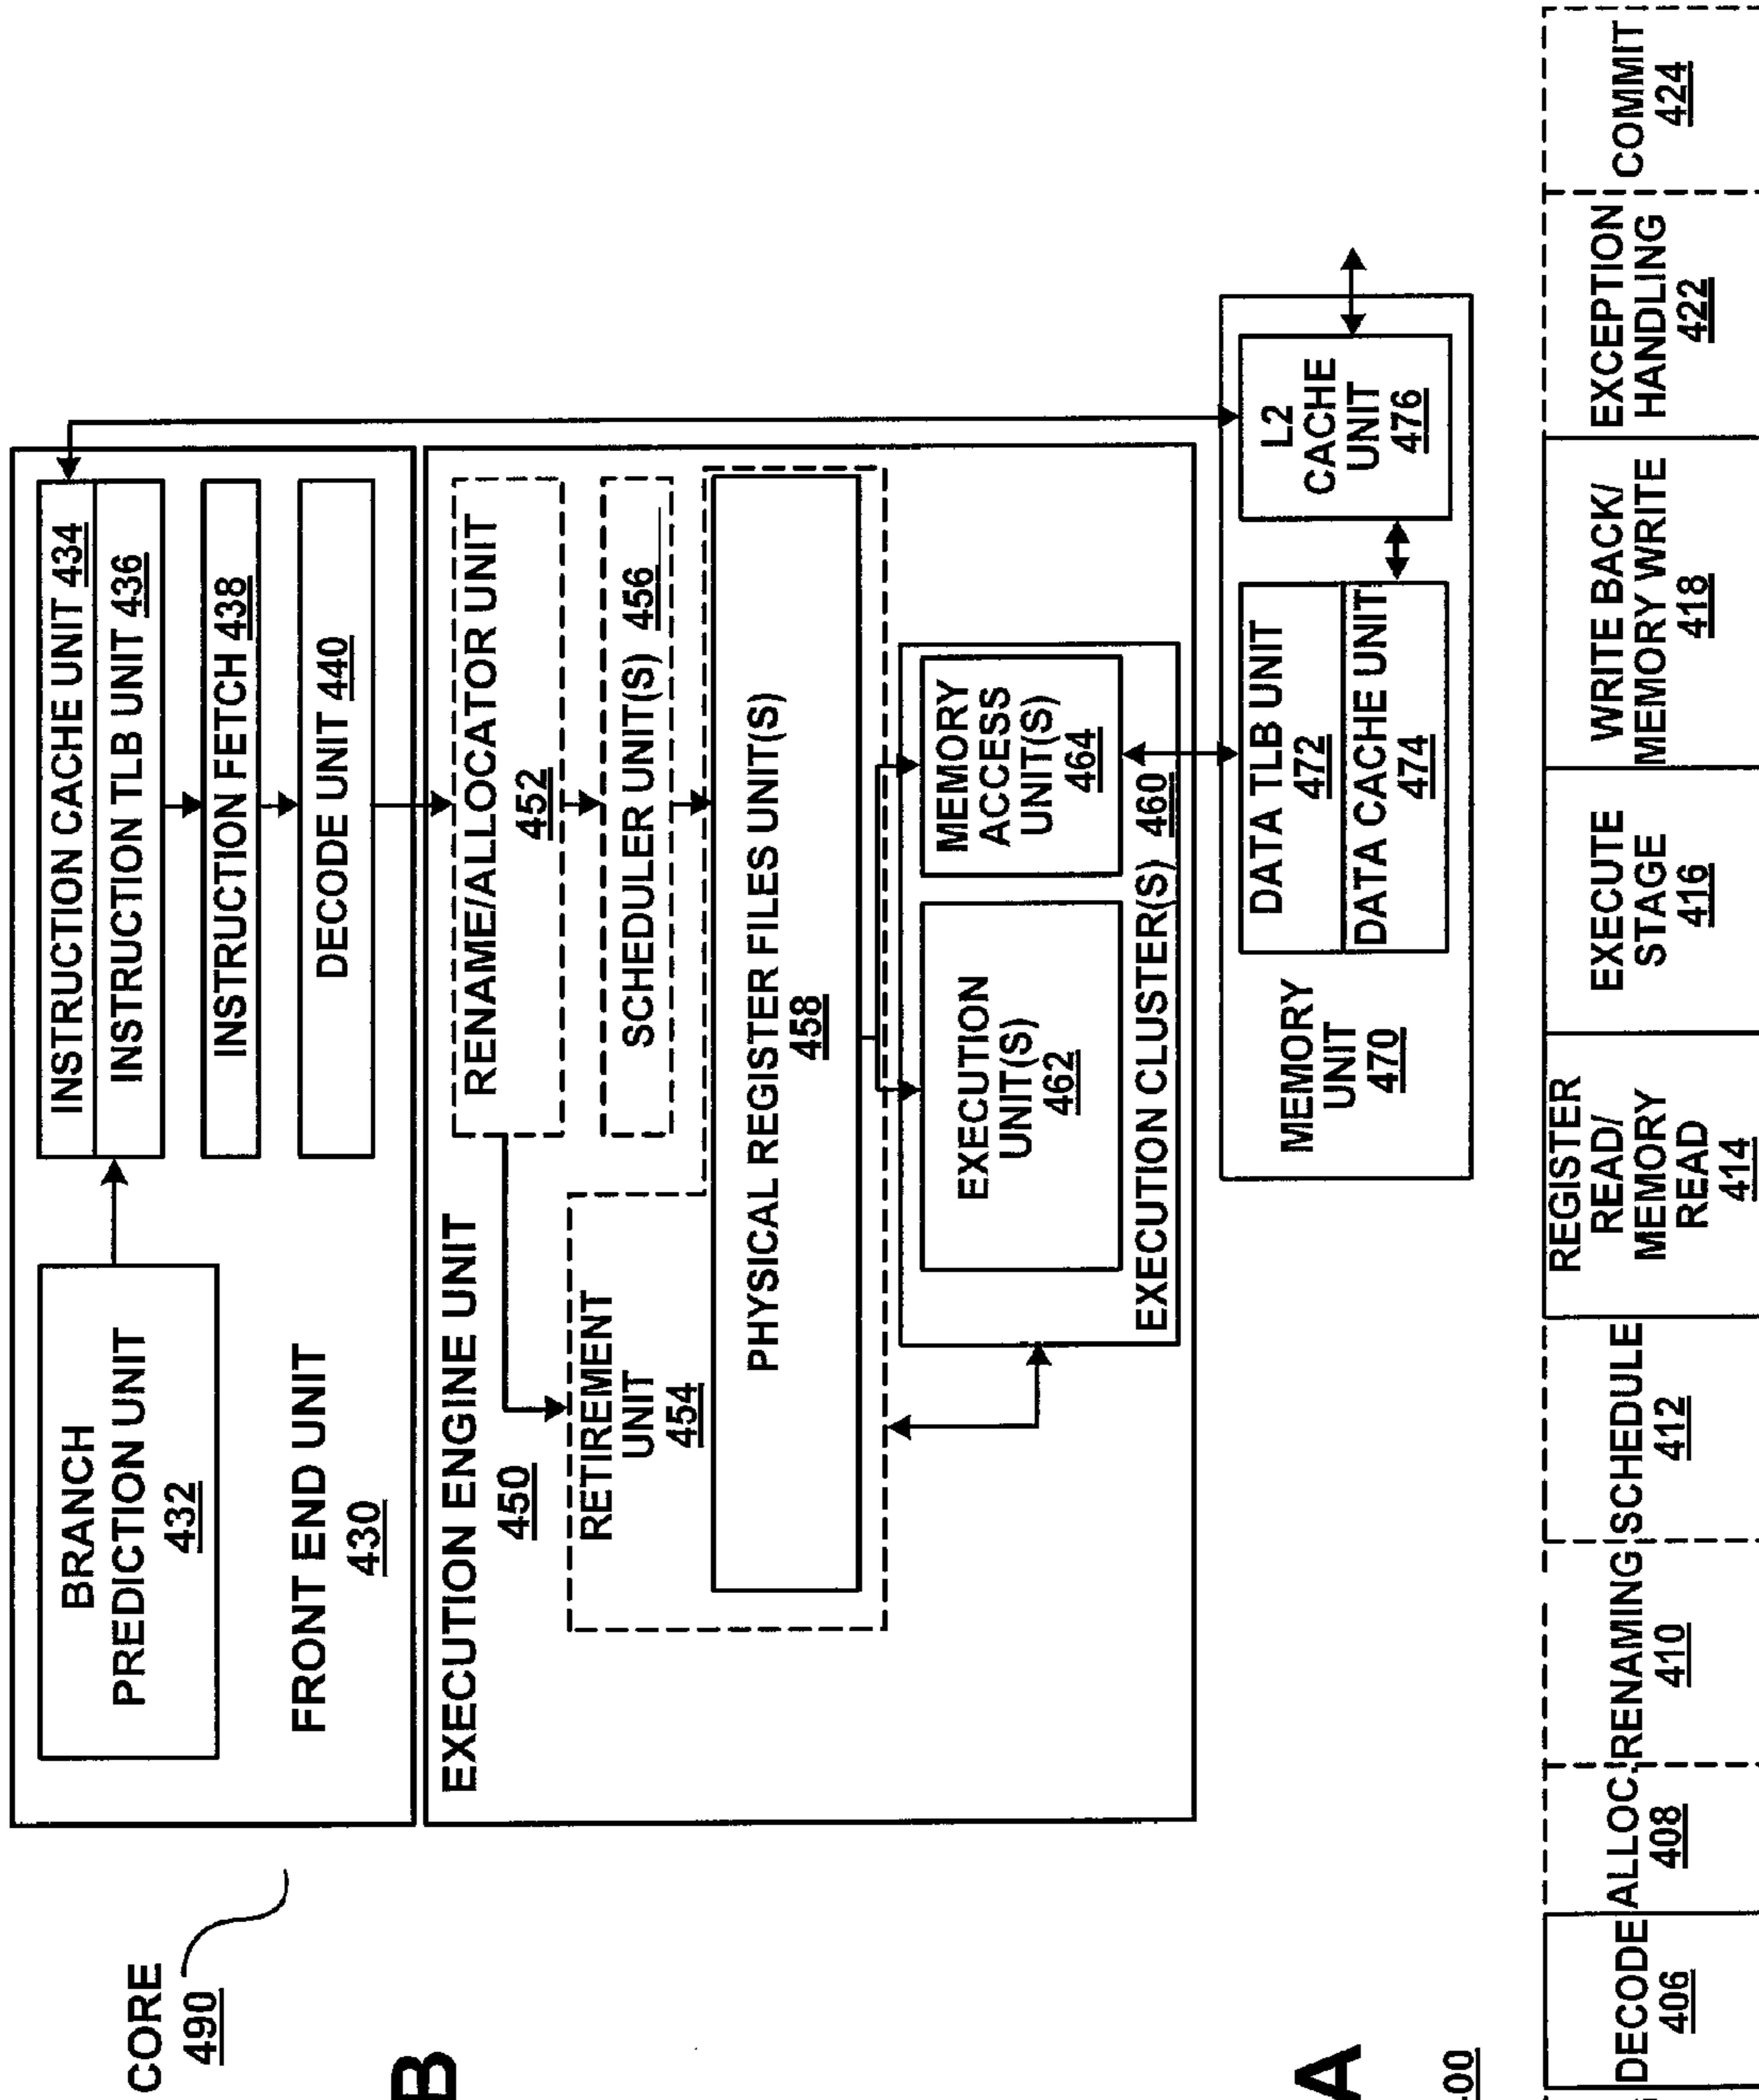 CORE
490
BRANCH
PREDICTION UNIT
432
FRONT END UNIT
430
INSTRUCTION CACHE UNIT 434
INSTRUCTION TLB UNIT 436
INSTRUCTION FETCH 438
DECODE UNIT 440
B
EXECUTION ENGINE UNIT
450
RENAME/ALLOCATOR UNIT
452
SCHEDULER UNIT(S) 456
RETIREMENT
UNIT
454
PHYSICAL REGISTER FILES UNIT(S)
458
EXECUTION
UNIT(S)
462
MEMORY
ACCESS
UNIT(S)
464
EXECUTION CLUSTER(S) 460
MEMORY
UNIT
470
DATA TLB UNIT
472
DATA CACHE UNIT
474
L2
CACHE
UNIT
476
A
DECODE
406
ALLOC.
408
RENAMING
410
SCHEDULE
412
REGISTER
READ/
MEMORY
READ
414
EXECUTE
STAGE
416
WRITE BACK/
MEMORY WRITE
418
EXCEPTION
HANDLING
422
COMMIT
424